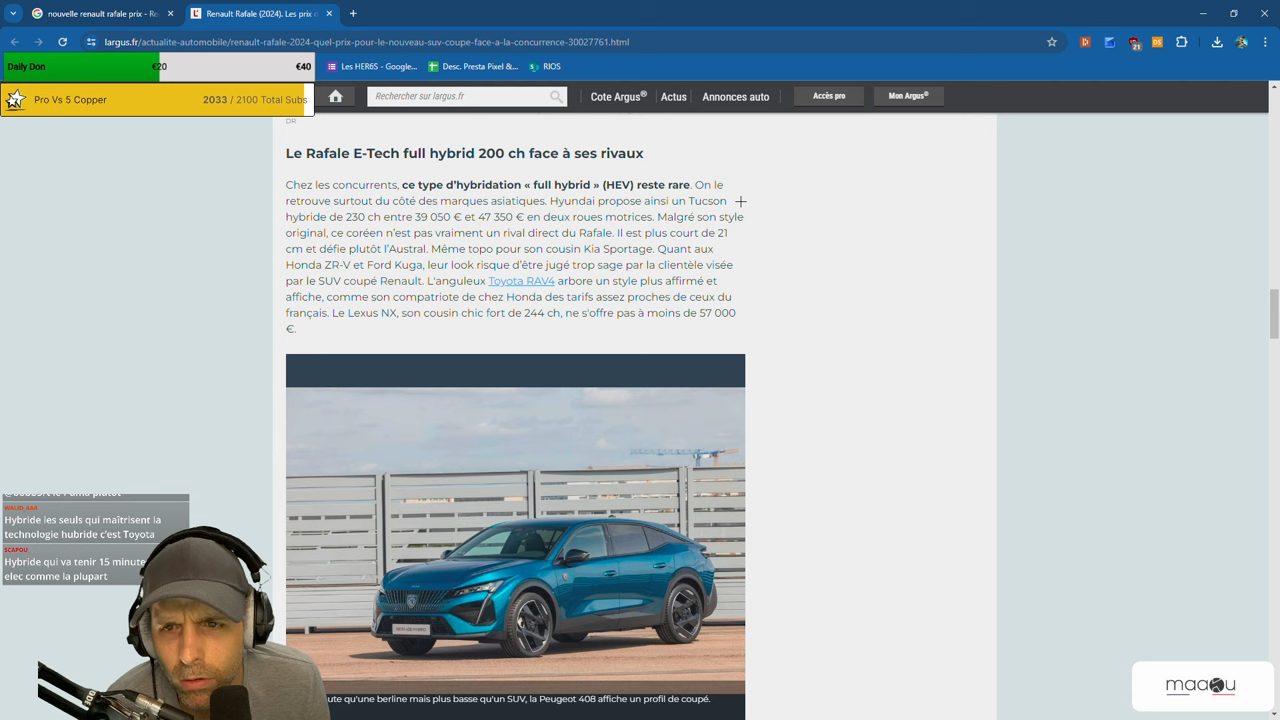 nouvelle renault rafale prix - Re
Renault Rafale (2024). Les prix d
largus.fr/actualite-automobile/renault-rafale-2024-quel-prix-pour-le-nouveau-suv-coupe-face-a-la-concurrence-30027761.html
21
Daily Don
€20
€40
Les HER6S - Google...
Desc. Presta Pixel &...
RIOS
Pro Vs 5 Copper
2033 / 2100 Total Subs
Rechercher sur largus.fr
Cote Argus®
Actus
Annonces auto
Accès pro
Mon Argus®
DR
Le Rafale E-Tech full hybrid 200 ch face à ses rivaux
Chez les concurrents, ce type d'hybridation « full hybrid » (HEV) reste rare. On le
retrouve surtout du côté des marques asiatiques. Hyundai propose ainsi un Tucson
hybride de 230 ch entre 39 050 € et 47 350 € en deux roues motrices. Malgré son style
original, ce coréen n'est pas vraiment un rival direct du Rafale. Il est plus court de 21
cm et défie plutôt l'Austral. Même topo pour son cousin Kia Sportage. Quant aux
Honda ZR-V et Ford Kuga, leur look risque d'être jugé trop sage par la clientèle visée
par le SUV coupé Renault. L'anguleux Toyota RAV4 arbore un style plus affirmé et
affiche, comme son compatriote de chez Honda des tarifs assez proches de ceux du
français. Le Lexus NX, son cousin chic fort de 244 ch, ne s'offre pas à moins de 57 000
€.
WALID AAA
Hybride les seuls qui maîtrisent la
technologie hubride c'est Toyota
SCAPOU
Hybride qui va tenir 15 minute
elec comme la plupart
ute qu'une berline mais plus basse qu'un SUV, la Peugeot 408 affiche un profil de coupé.
maaou